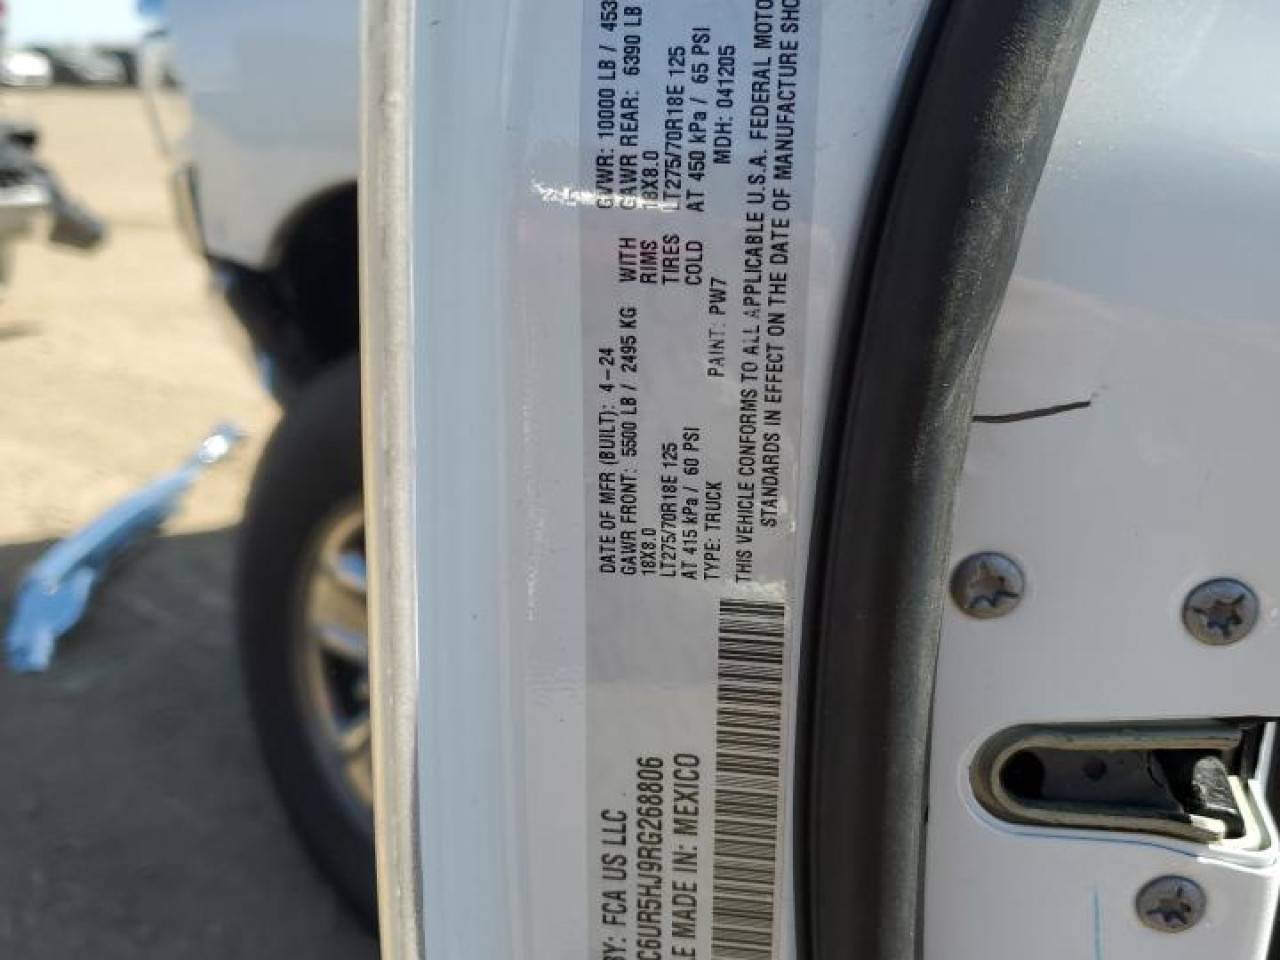 BY: FCA US LLC
DATE OF MFR (BUILT): 4-24
GVWR: 10000 LB / 453
GAWR FRONT: 5500 LB / 2495 KG WITH GAWR REAR: 6390 LB
18X8.0 RIMS 18X8.0
LT275/70R18E 125 TIRES LT275/70R18E 125
AT 415 kPa / 60 PSI COLD AT 450 kPa / 65 PSI
TYPE: TRUCK PAINT: PW7 MDH: 041205
THIS VEHICLE CONFORMS TO ALL APPLICABLE U.S.A. FEDERAL MOTO
STANDARDS IN EFFECT ON THE DATE OF MANUFACTURE SHO
C6UR5HJ9RG268806
LE MADE IN: MEXICO